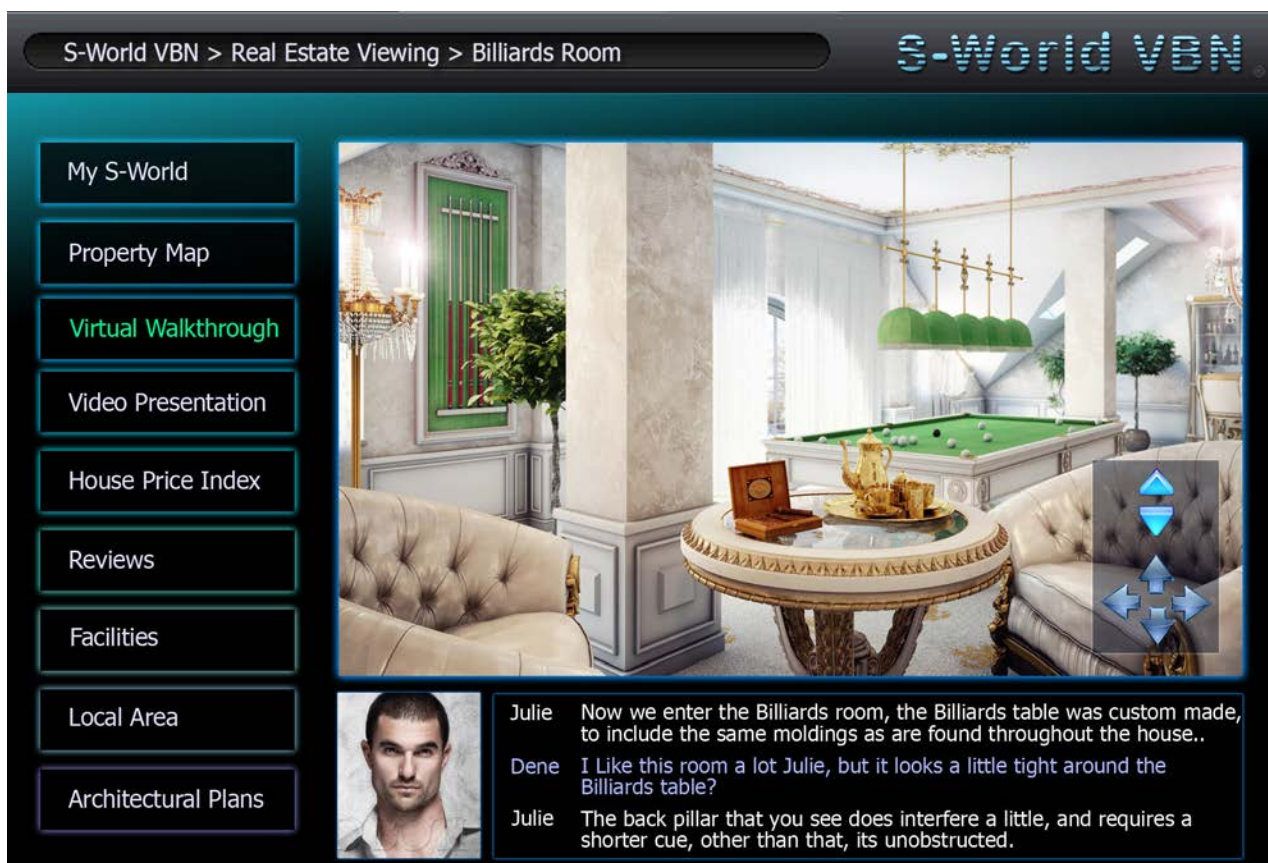 S-World VBN > Real Estate Viewing > Billiards Room
S-World VBN
My S-World
Property Map
Virtual Walkthrough
Video Presentation
House Price Index
Reviews
Facilities
Local Area
Architectural Plans
Julie Now we enter the Billiards room, the Billiards table was custom made,
to include the same moldings as are found throughout the house..
Dene I Like this room a lot Julie, but it looks a little tight around the
Billiards table?
Julie The back pillar that you see does interfere a little, and requires a
shorter cue, other than that, its unobstructed.